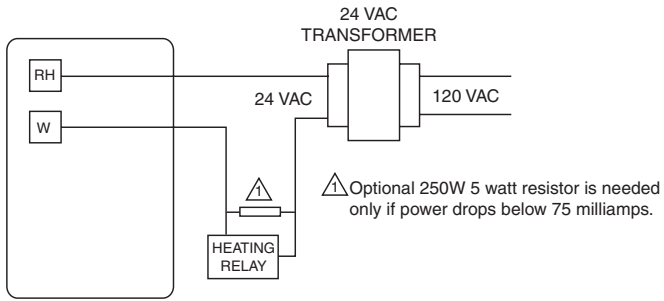 24 VAC
TRANSFORMER
RH
24 VAC
120 VAC
W
1
1 Optional 250W 5 watt resistor is needed
only if power drops below 75 milliamps.
HEATING
RELAY